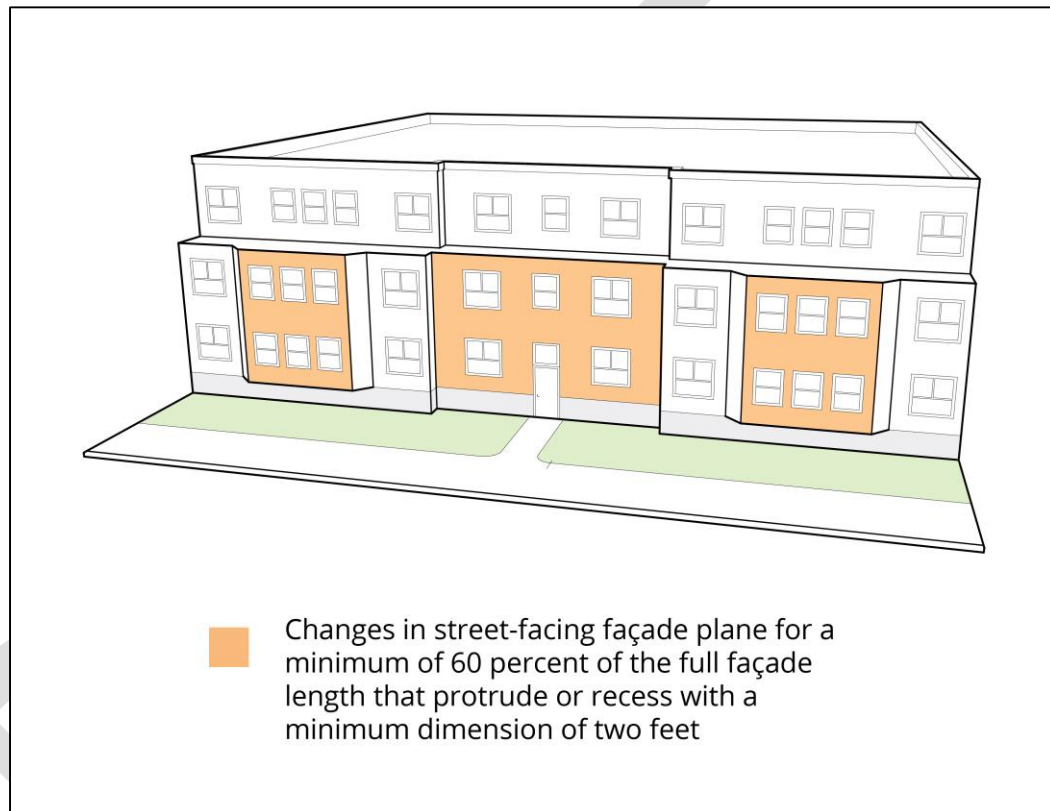 Changes in street-facing façade plane for a
minimum of 60 percent of the full façade
length that protrude or recess with a
minimum dimension of two feet